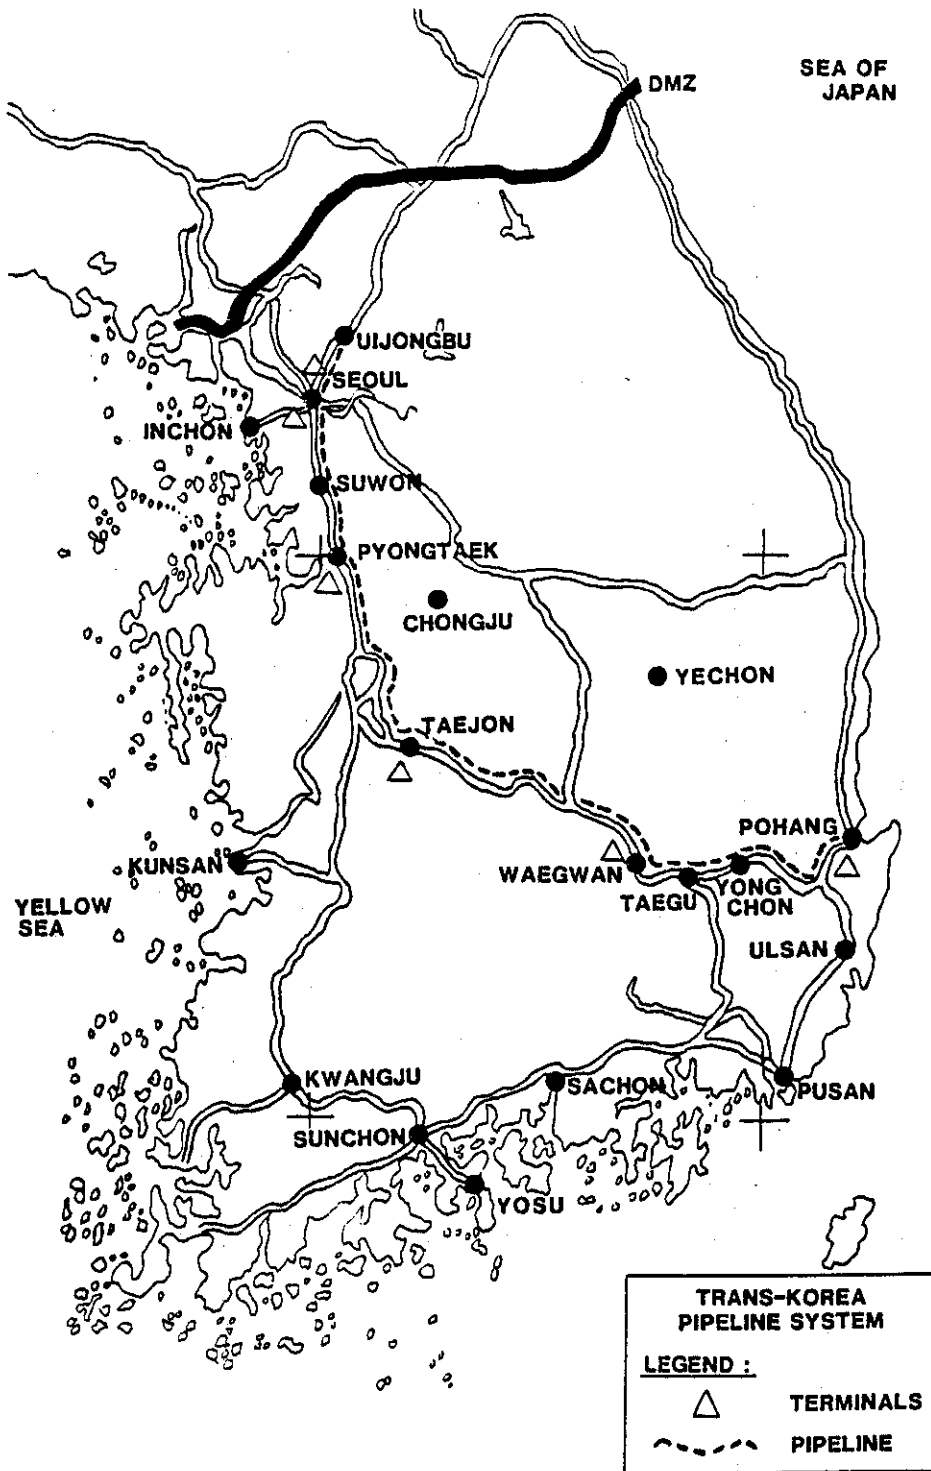 DMZ
SEA OF
JAPAN
UIJONGBU
SEOUL
INCHON
SUWON
PYONGTAEK
CHONGJU
YECHON
TAEJON
POHANG
KUNSAN
WAEGWAN
TAEGU
YONG
CHON
YELLOW
SEA
ULSAN
KWANGJU
SACHON
PUSAN
SUNCHON
YOSU
TRANS-KOREA
PIPELINE SYSTEM
LEGEND :
TERMINALS
PIPELINE